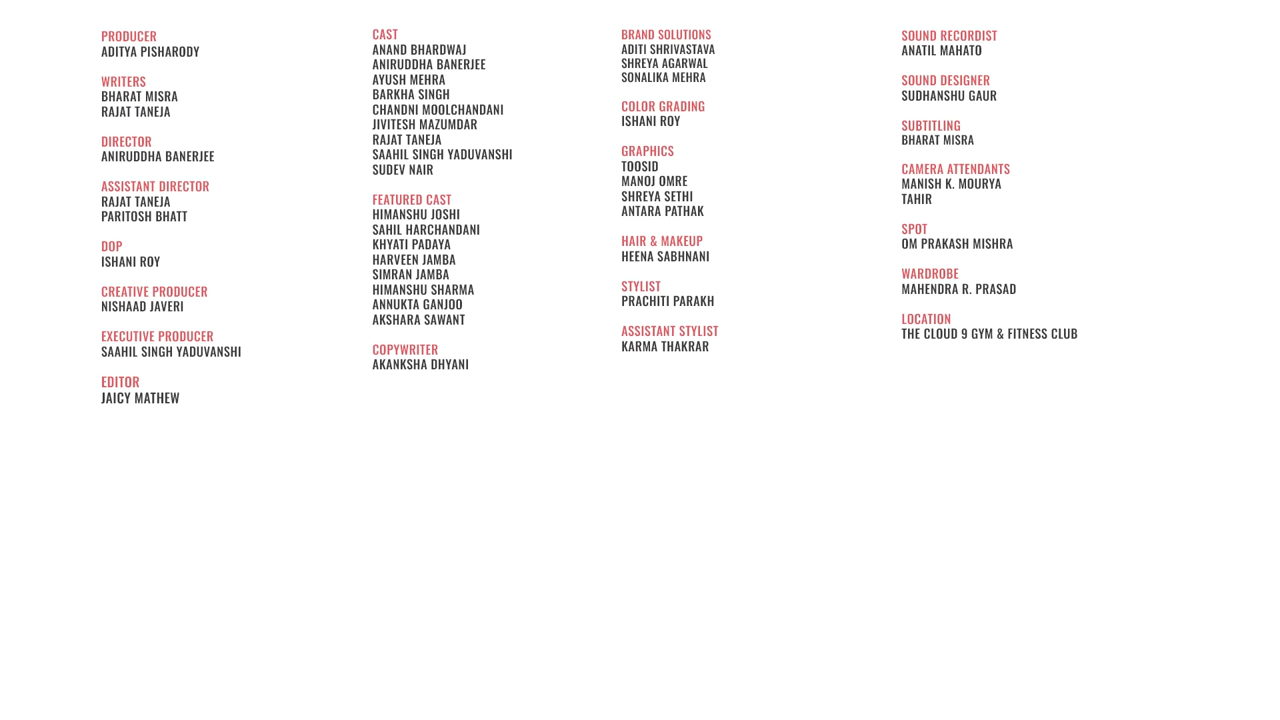 PRODUCER
ADITYA PISHARODY
WRITERS
BHARAT MISRA
RAJAT TANEJA
DIRECTOR
ANIRUDDHA BANERJEE
ASSISTANT DIRECTOR
RAJAT TANEJA
PARITOSH BHATT
DOP
ISHANI ROY
CREATIVE PRODUCER
NISHAAD JAVERI
EXECUTIVE PRODUCER
SAAHIL SINGH YADUVANSHI
EDITOR
JAICY MATHEW
CAST
ANAND BHARDWAJ
ANIRUDDHA BANERJEE
AYUSH MEHRA
BARKHA SINGH
CHANDNI MOOLCHANDANI
JIVITESH MAZUMDAR
RAJAT TANEJA
SAAHIL SINGH YADUVANSHI
SUDEV NAIR
FEATURED CAST
HIMANSHU JOSHI
SAHIL HARCHANDANI
KHYATI PADAYA
HARVEEN JAMBA
SIMRAN JAMBA
HIMANSHU SHARMA
ANNUKTA GANJOO
AKSHARA SAWANT
COPYWRITER
AKANKSHA DHYANI
BRAND SOLUTIONS
ADITI SHRIVASTAVA
SHREYA AGARWAL
SONALIKA MEHRA
COLOR GRADING
ISHANI ROY
GRAPHICS
TOOSID
MANOJ OMRE
SHREYA SETHI
ANTARA PATHAK
HAIR & MAKEUP
HEENA SABHNANI
STYLIST
PRACHITI PARAKH
ASSISTANT STYLIST
KARMA THAKRAR
SOUND RECORDIST
ANATIL MAHATO
SOUND DESIGNER
SUDHANSHU GAUR
SUBTITLING
BHARAT MISRA
CAMERA ATTENDANTS
MANISH K. MOURYA
TAHIR
SPOT
OM PRAKASH MISHRA
WARDROBE
MAHENDRA R. PRASAD
LOCATION
THE CLOUD 9 GYM & FITNESS CLUB